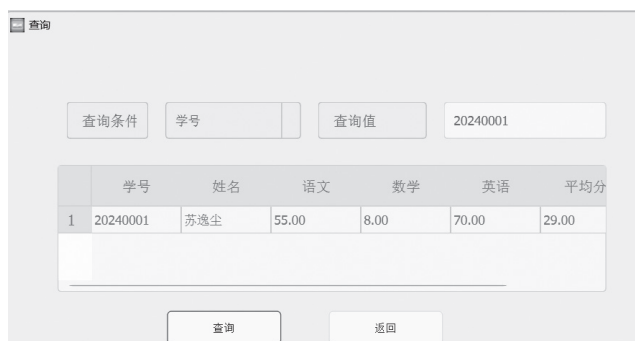 查询
查询条件 学号 查询值 20240001
学号 姓名 语文 数学 英语 平均分
1 20240001 苏逸尘 55.00 8.00 70.00 29.00
查询 返回